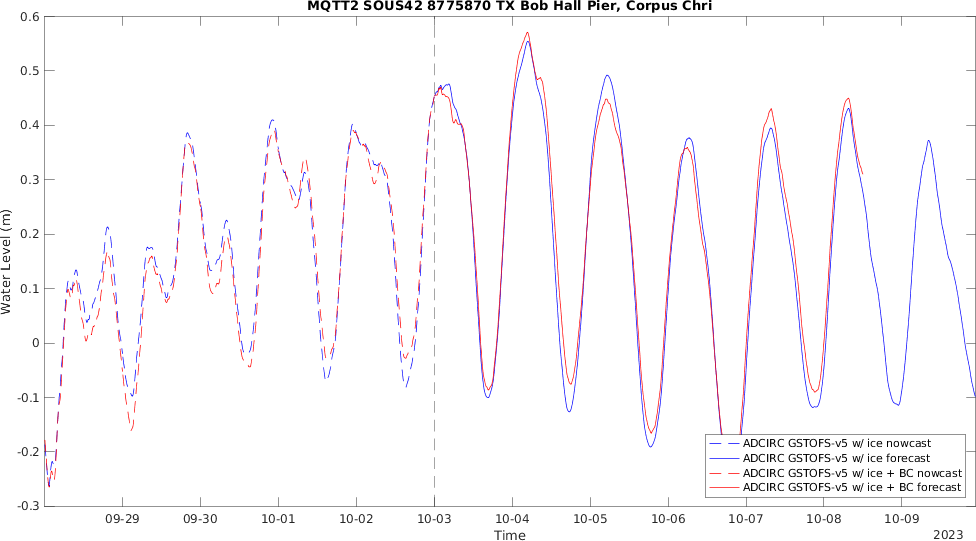 MQTT2 SOUS42 8775870 TX Bob Hall Pier, Corpus Chri
0.6
0.5
0.4
0.3
0.2
0.1
0
-0.1
-0.2
-0.3
Water Level (m)
ADCIRC GSTOFS-v5 w/ ice nowcast
ADCIRC GSTOFS-v5 w/ ice forecast
ADCIRC GSTOFS-v5 w/ ice + BC nowcast
ADCIRC GSTOFS-v5 w/ ice + BC forecast
09-29 09-30 10-01 10-02 10-03 10-04 10-05 10-06 10-07 10-08 10-09
Time
2023